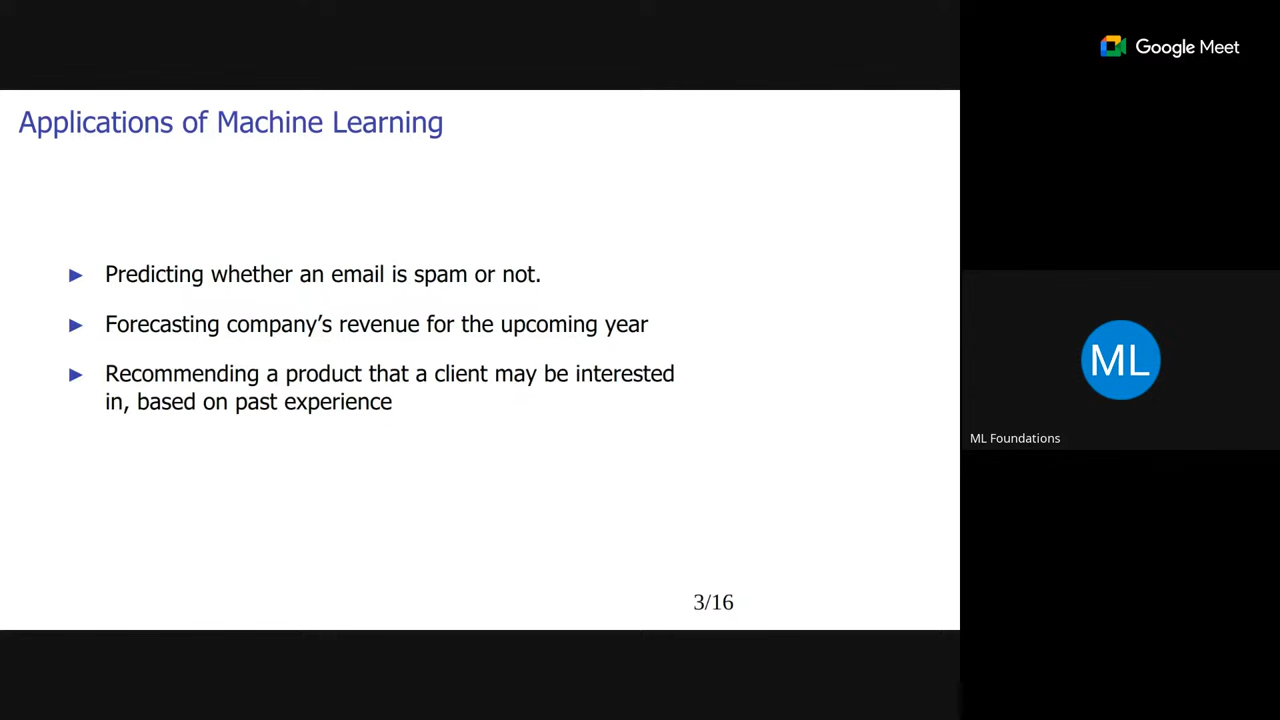 Google Meet
Applications of Machine Learning
Predicting whether an email is spam or not.
Forecasting company’s revenue for the upcoming year
Recommending a product that a client may be interested
in, based on past experience
3/16
ML
ML Foundations